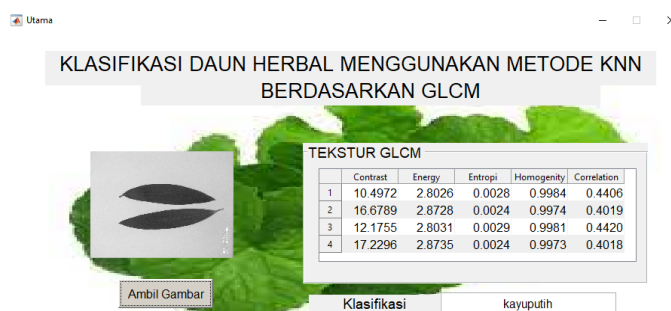 Utama
KLASIFIKASI DAUN HERBAL MENGGUNAKAN METODE KNN
BERDASARKAN GLCM
TEKSTUR GLCM
Contrast Energy Entropi Homogenity Correlation
1 10.4972 2.8026 0.0028 0.9984 0.4406
2 16.6789 2.8728 0.0024 0.9974 0.4019
3 12.1755 2.8031 0.0029 0.9981 0.4420
4 17.2296 2.8735 0.0024 0.9973 0.4018
Ambil Gambar
Klasifikasi kayuputih